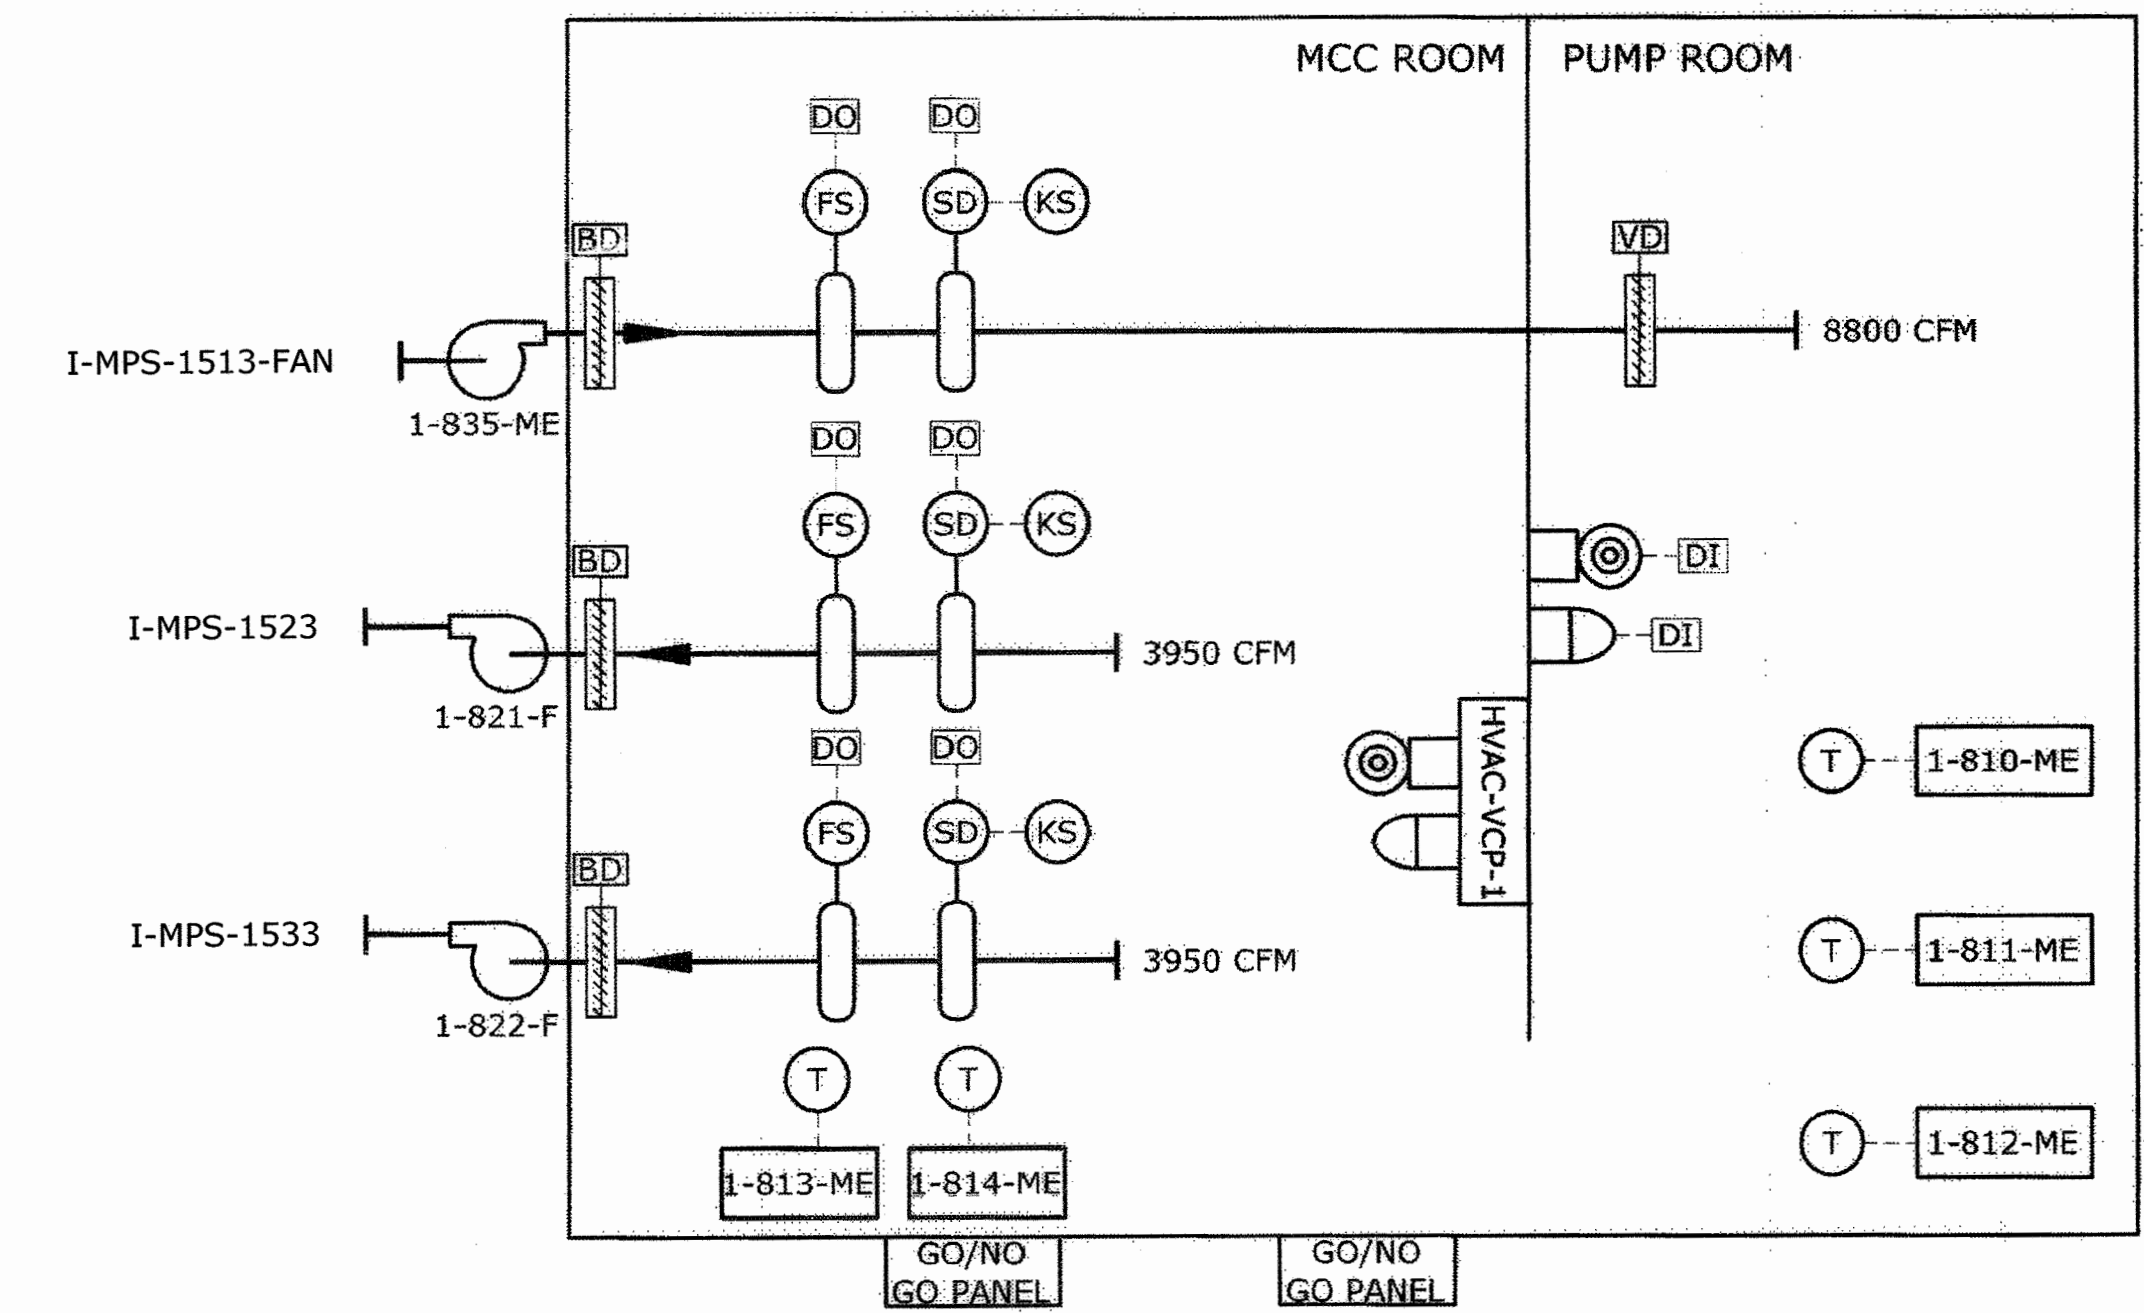 MCC ROOM
PUMP ROOM
DO
DO
FS
SD
KS
BD
VD
8800 CFM
I-MPS-1513-FAN
1-835-ME
DO
DO
FS
SD
KS
BD
DI
DI
I-MPS-1523
3950 CFM
1-821-F
HVAC-VCP-1
DO
DO
FS
SD
KS
BD
T
1-810-ME
I-MPS-1533
3950 CFM
1-822-F
T
1-811-ME
T
T
1-813-ME
1-814-ME
T
1-812-ME
GO/NO
GO PANEL
GO/NO
GO PANEL